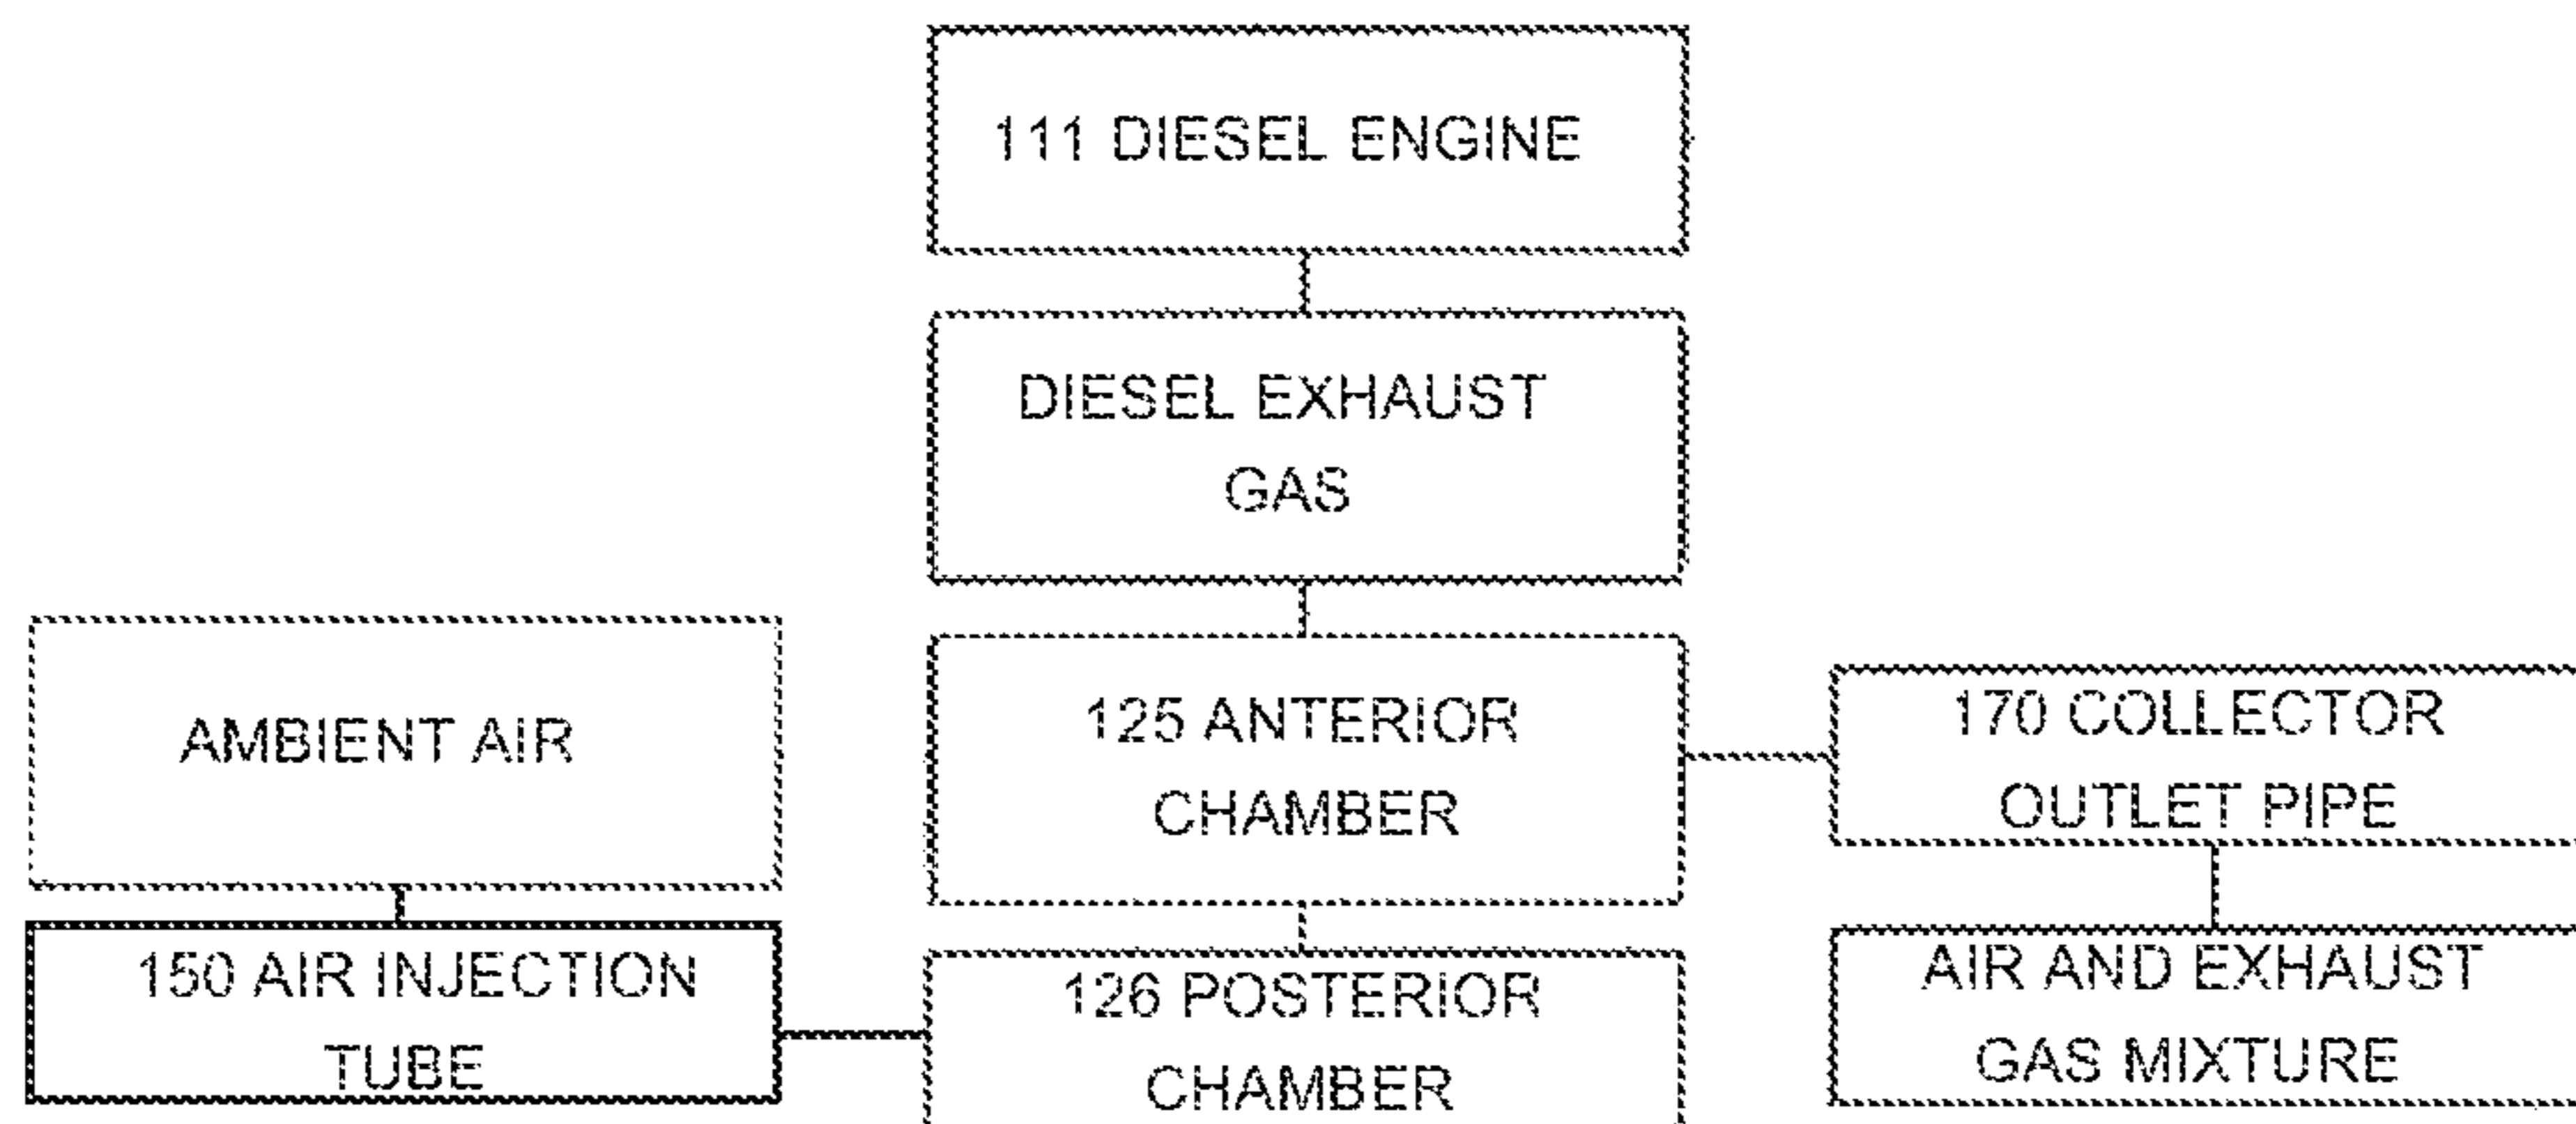 111 DIESEL ENGINE
DIESEL EXHAUST
GAS
AMBIENT AIR
125 ANTERIOR
CHAMBER
170 COLLECTOR
OUTLET PIPE
150 AIR INJECTION
TUBE
126 POSTERIOR
CHAMBER
AIR AND EXHAUST
GAS MIXTURE